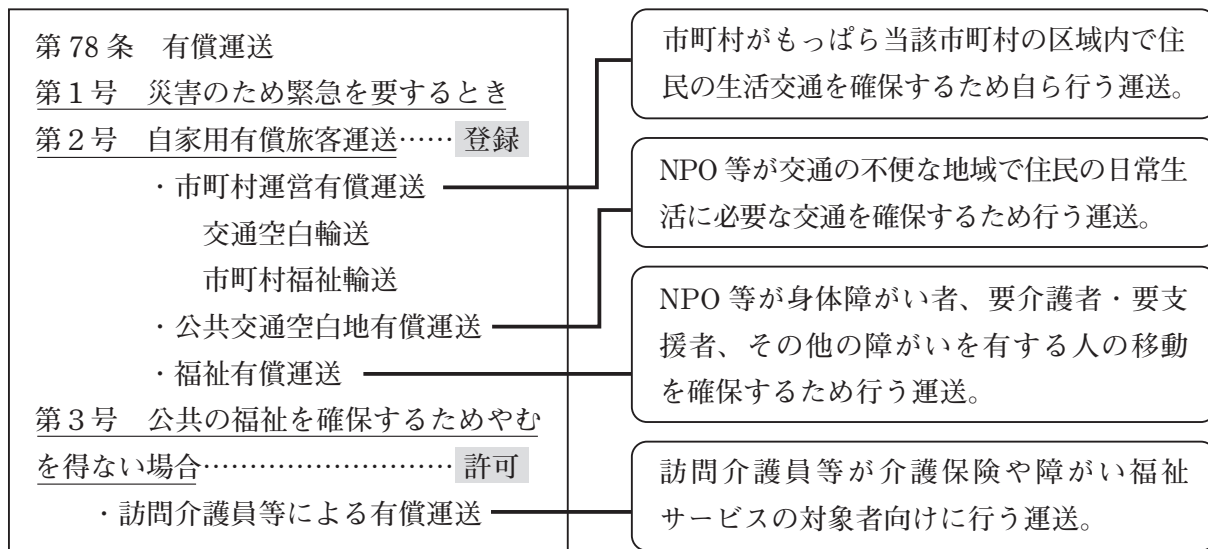 第78条　有償運送
第１号　災害のため緊急を要するとき
第２号　自家用有償旅客運送…… 登録
・市町村運営有償運送
交通空白輸送
市町村福祉輸送
・公共交通空白地有償運送
・福祉有償運送
第３号　公共の福祉を確保するためやむ
を得ない場合………………………… 許可
・訪問介護員等による有償運送
市町村がもっぱら当該市町村の区域内で住
民の生活交通を確保するため自ら行う運送。
NPO 等が交通の不便な地域で住民の日常生
活に必要な交通を確保するため行う運送。
NPO 等が身体障がい者、要介護者・要支
援者、その他の障がいを有する人の移動
を確保するため行う運送。
訪問介護員等が介護保険や障がい福祉
サービスの対象者向けに行う運送。